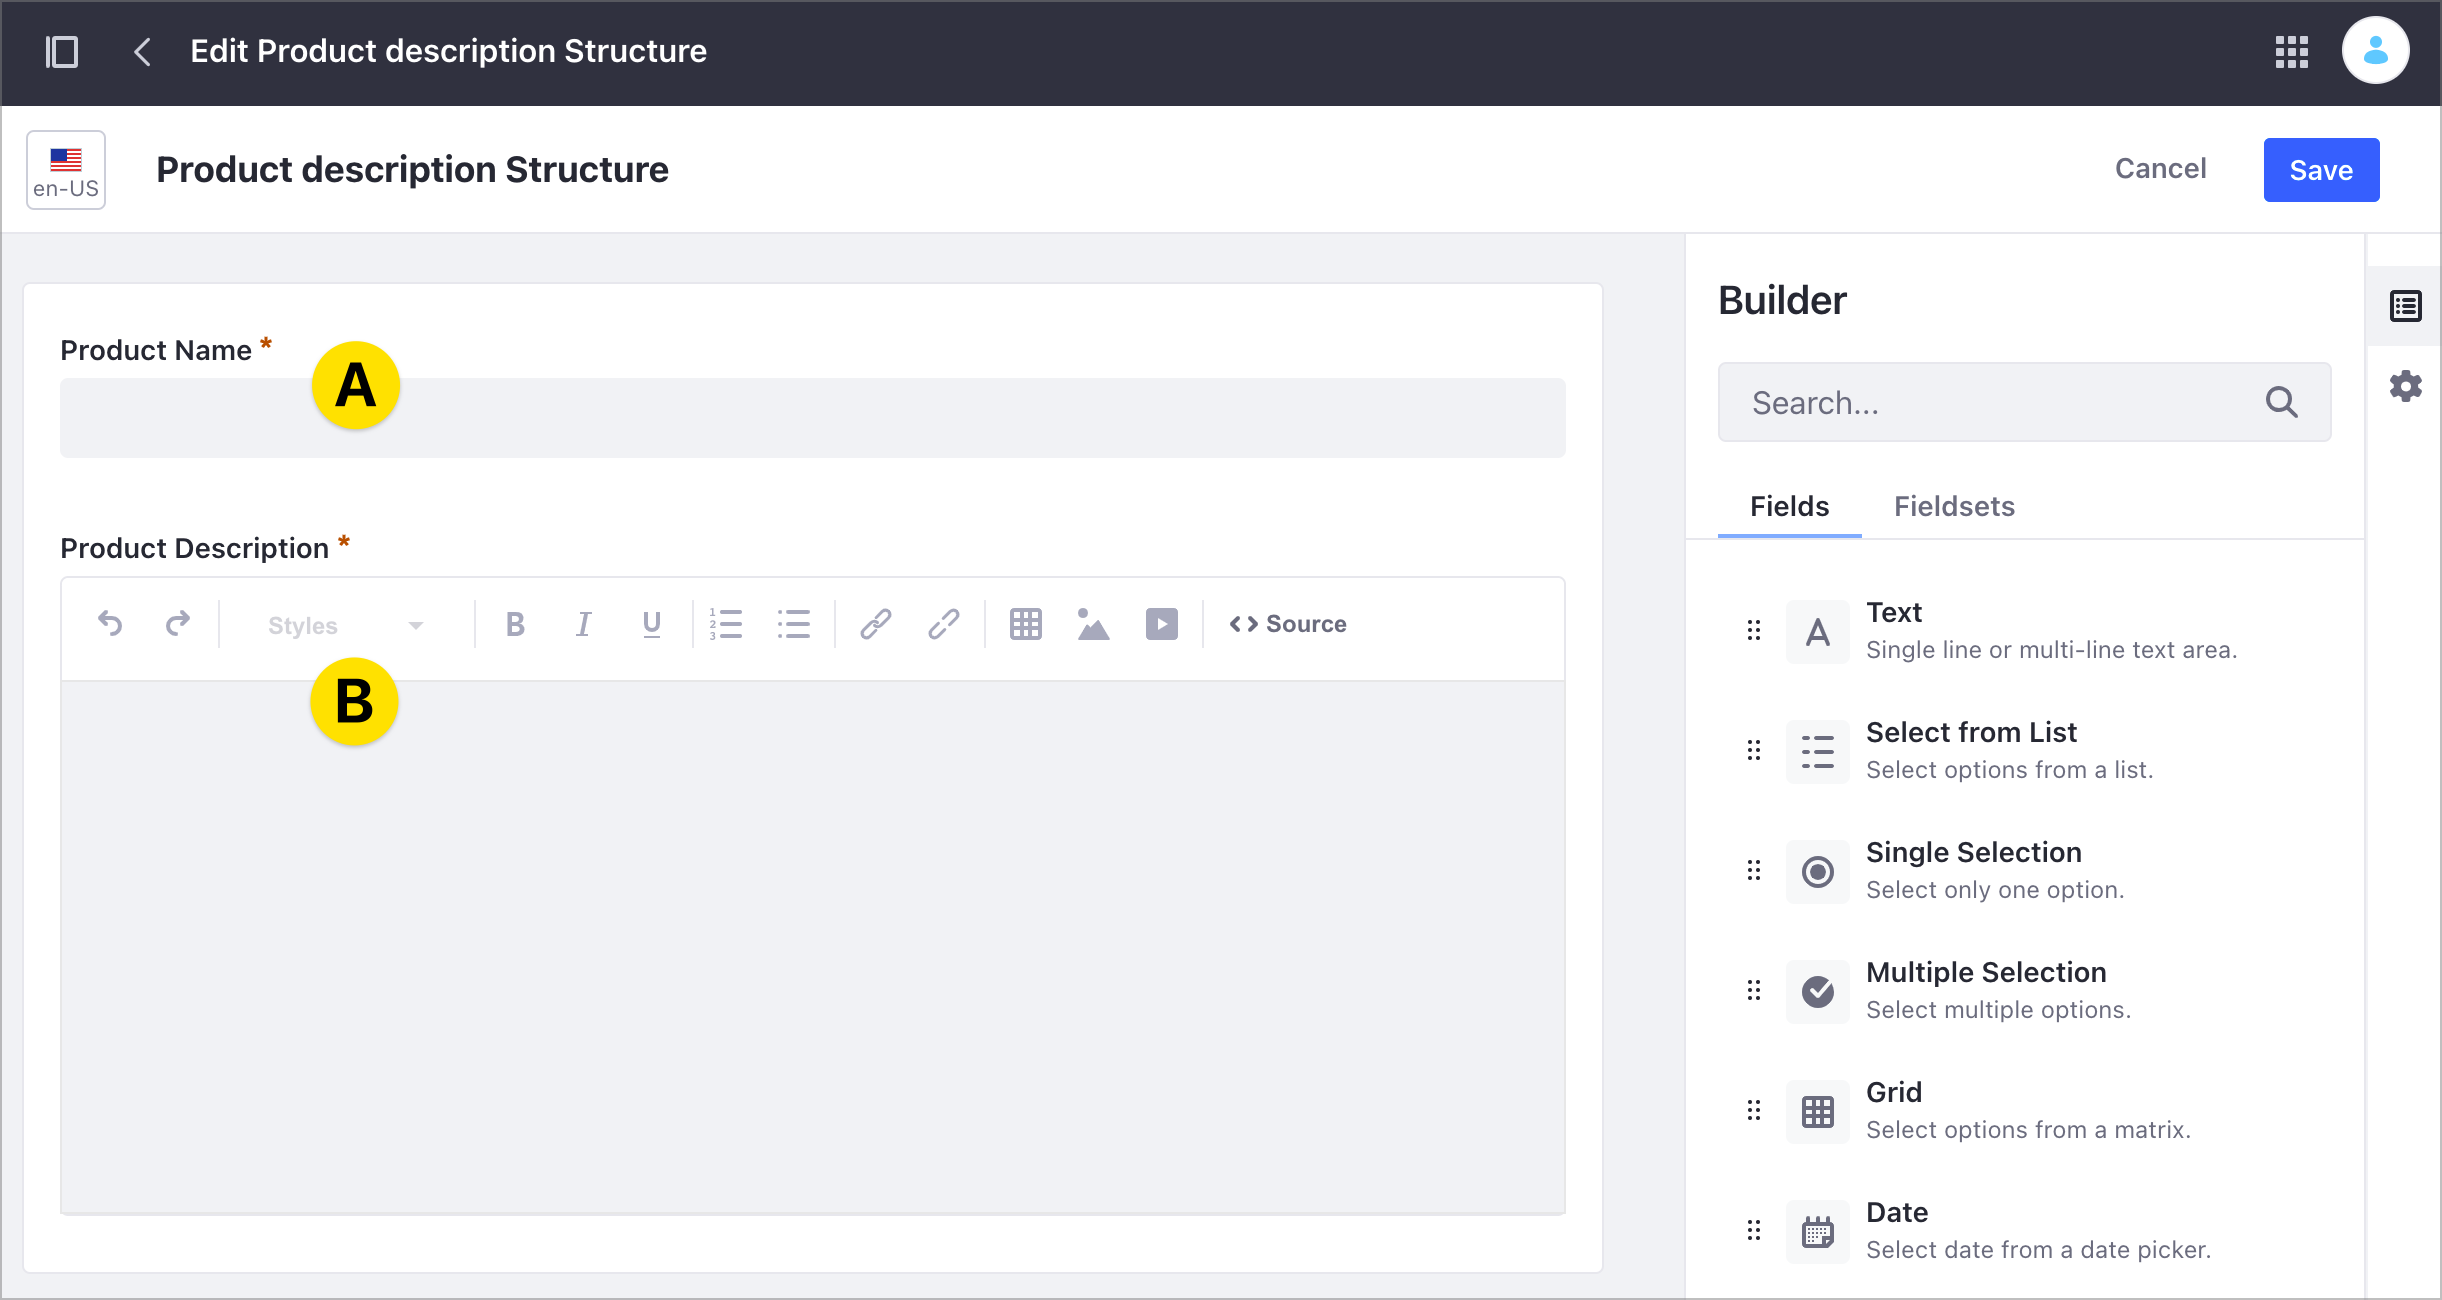 Edit Product description Structure
en-US
Product description Structure
Cancel
Save
Product Name *
A
Product Description *
Styles
B I U
1
2
3
<> Source
B
Builder
Search...
Fields
Fieldsets
Text
Single line or multi-line text area.
Select from List
Select options from a list.
Single Selection
Select only one option.
Multiple Selection
Select multiple options.
Grid
Select options from a matrix.
Date
Select date from a date picker.